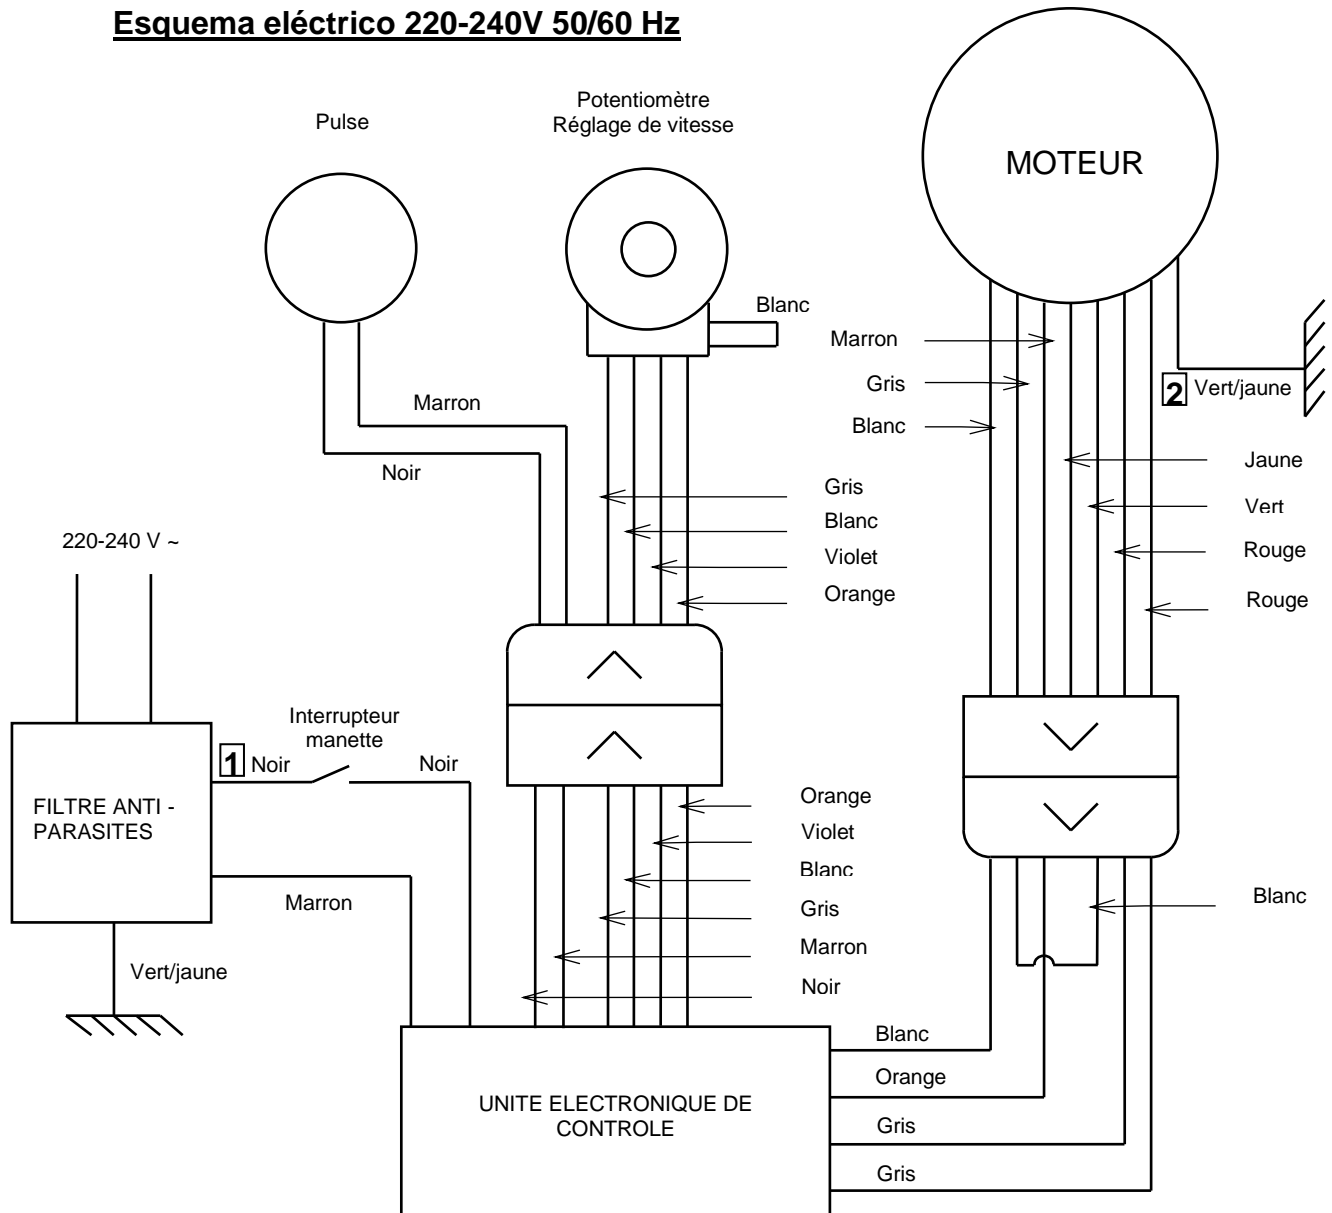 Esquema eléctrico 220-240V 50/60 Hz
Pulse
Potentiomètre
Réglage de vitesse
MOTEUR
Blanc
Marron
Gris
Blanc
2 Vert/jaune
Marron
Noir
Jaune
Vert
Rouge
Rouge
Gris
Blanc
Violet
Orange
220-240 V ~
Interrupteur
manette
1 Noir
Noir
FILTRE ANTI -
PARASITES
Marron
Vert/jaune
Orange
Violet
Blanc
Gris
Marron
Noir
Blanc
Blanc
Orange
Gris
Gris
UNITE ELECTRONIQUE DE
CONTROLE